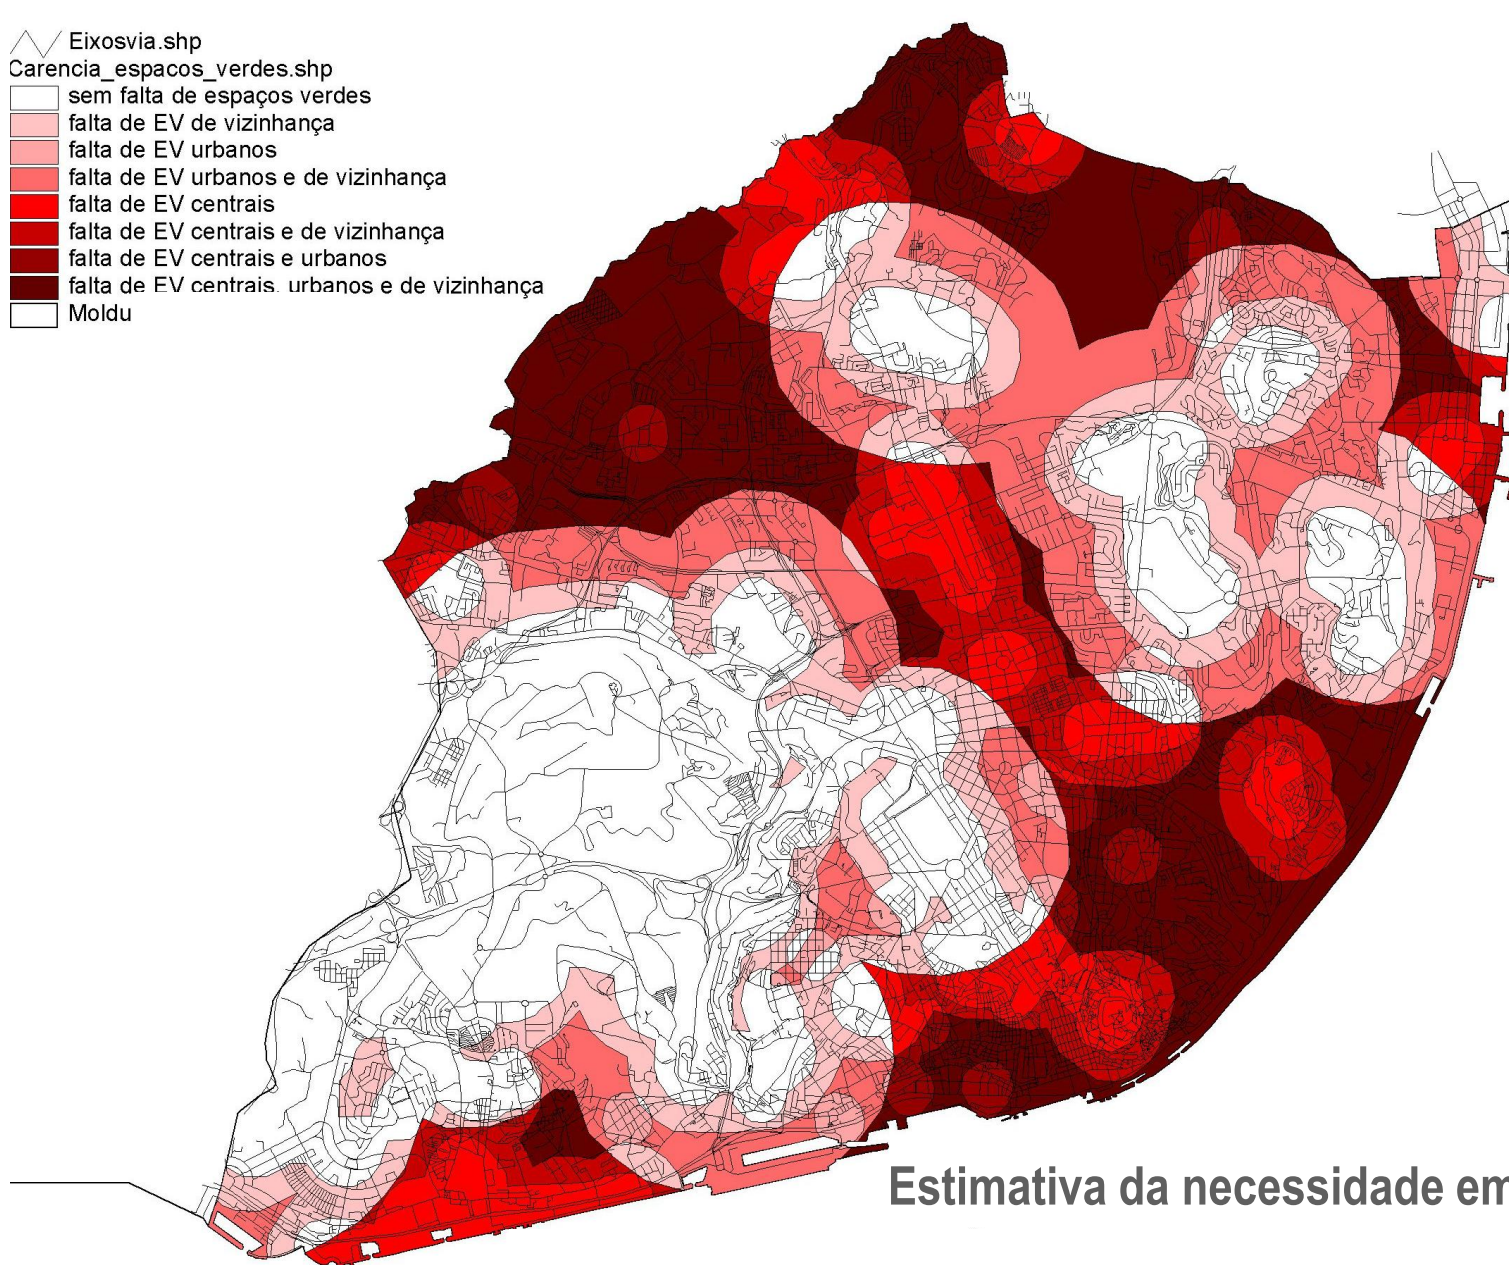 Eixosvia.shp
Carencia_espacos_verdes.shp
sem falta de espaços verdes
falta de EV de vizinhança
falta de EV urbanos
falta de EV urbanos e de vizinhança
falta de EV centrais
falta de EV centrais e de vizinhança
falta de EV centrais e urbanos
falta de EV centrais. urbanos e de vizinhança
Moldu
Estimativa da necessidade em